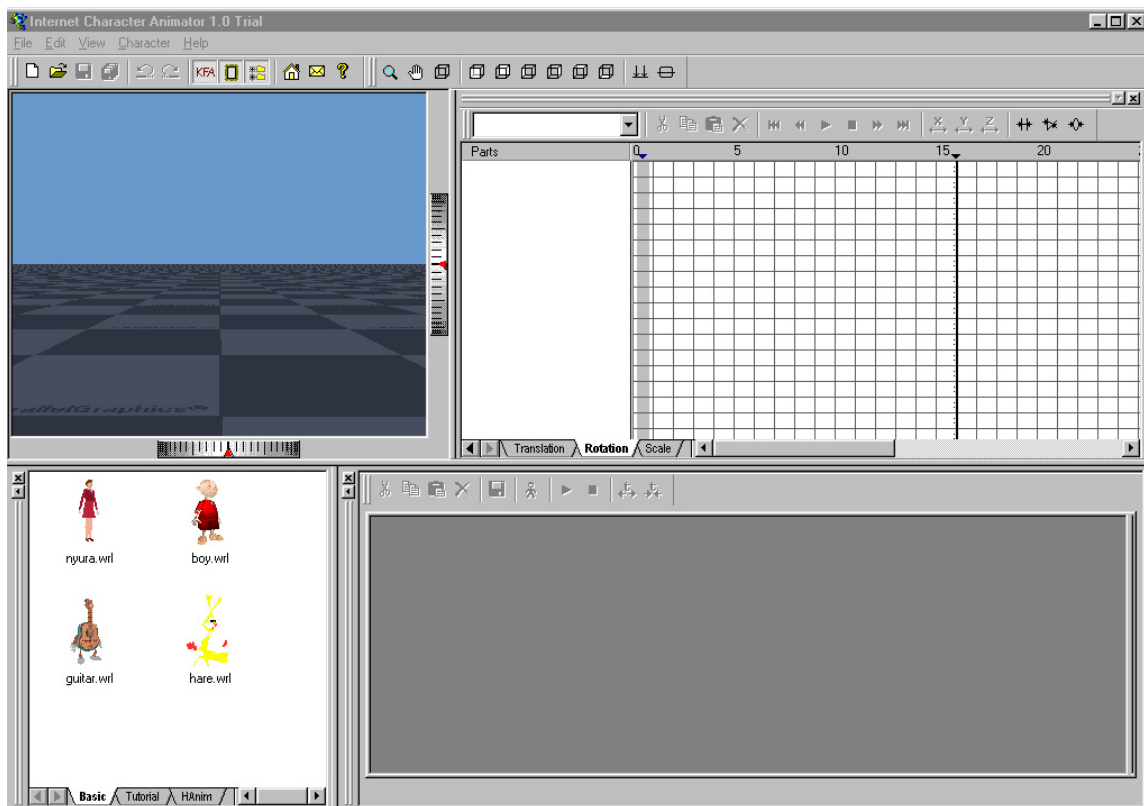 Internet Character Animator 1.0 Trial
File Edit View Character Help
KFA
X Y Z
Parts 0 5 10 15 20
allelGraphics®
Translation Rotation Scale
nyura.wrl boy.wrl
guitar.wrl hare.wrl
Basic Tutorial HAnim